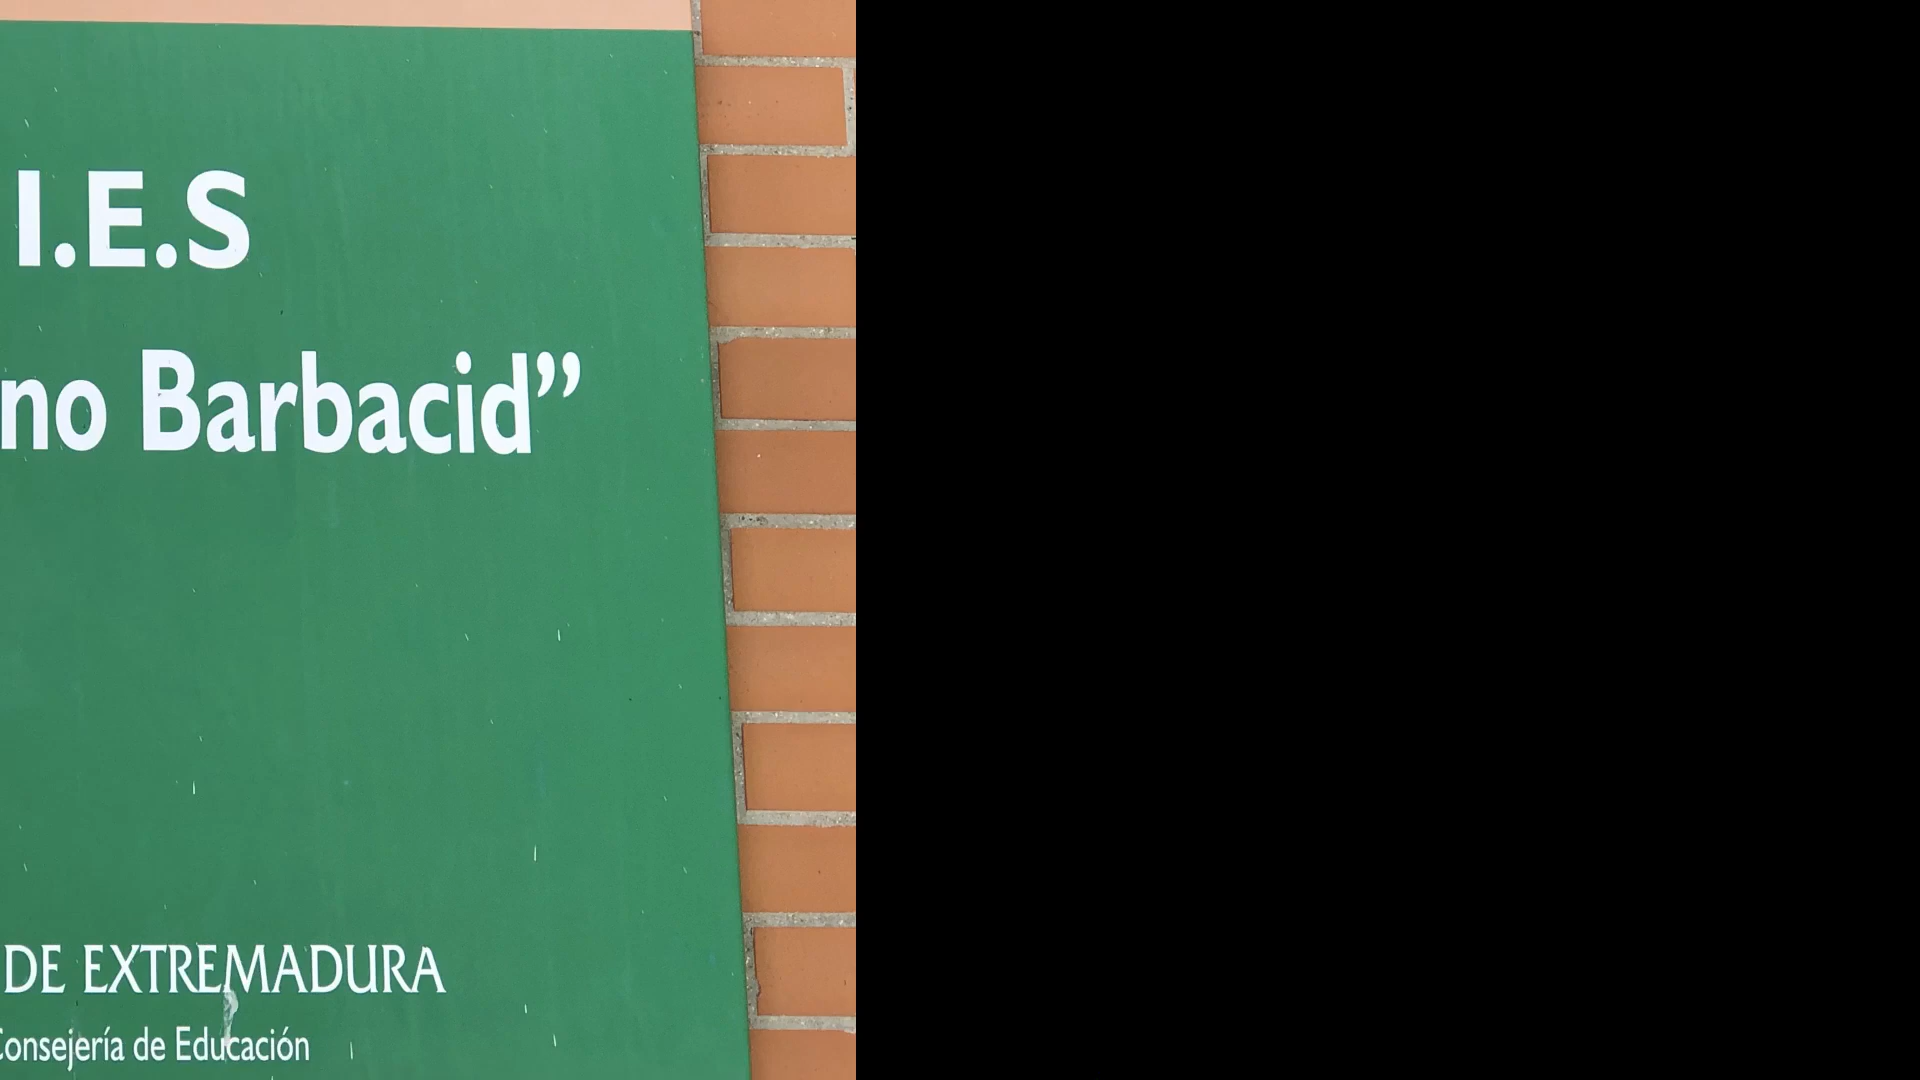 I.E.S
no Barbacid”
DE EXTREMADURA
Consejería de Educación